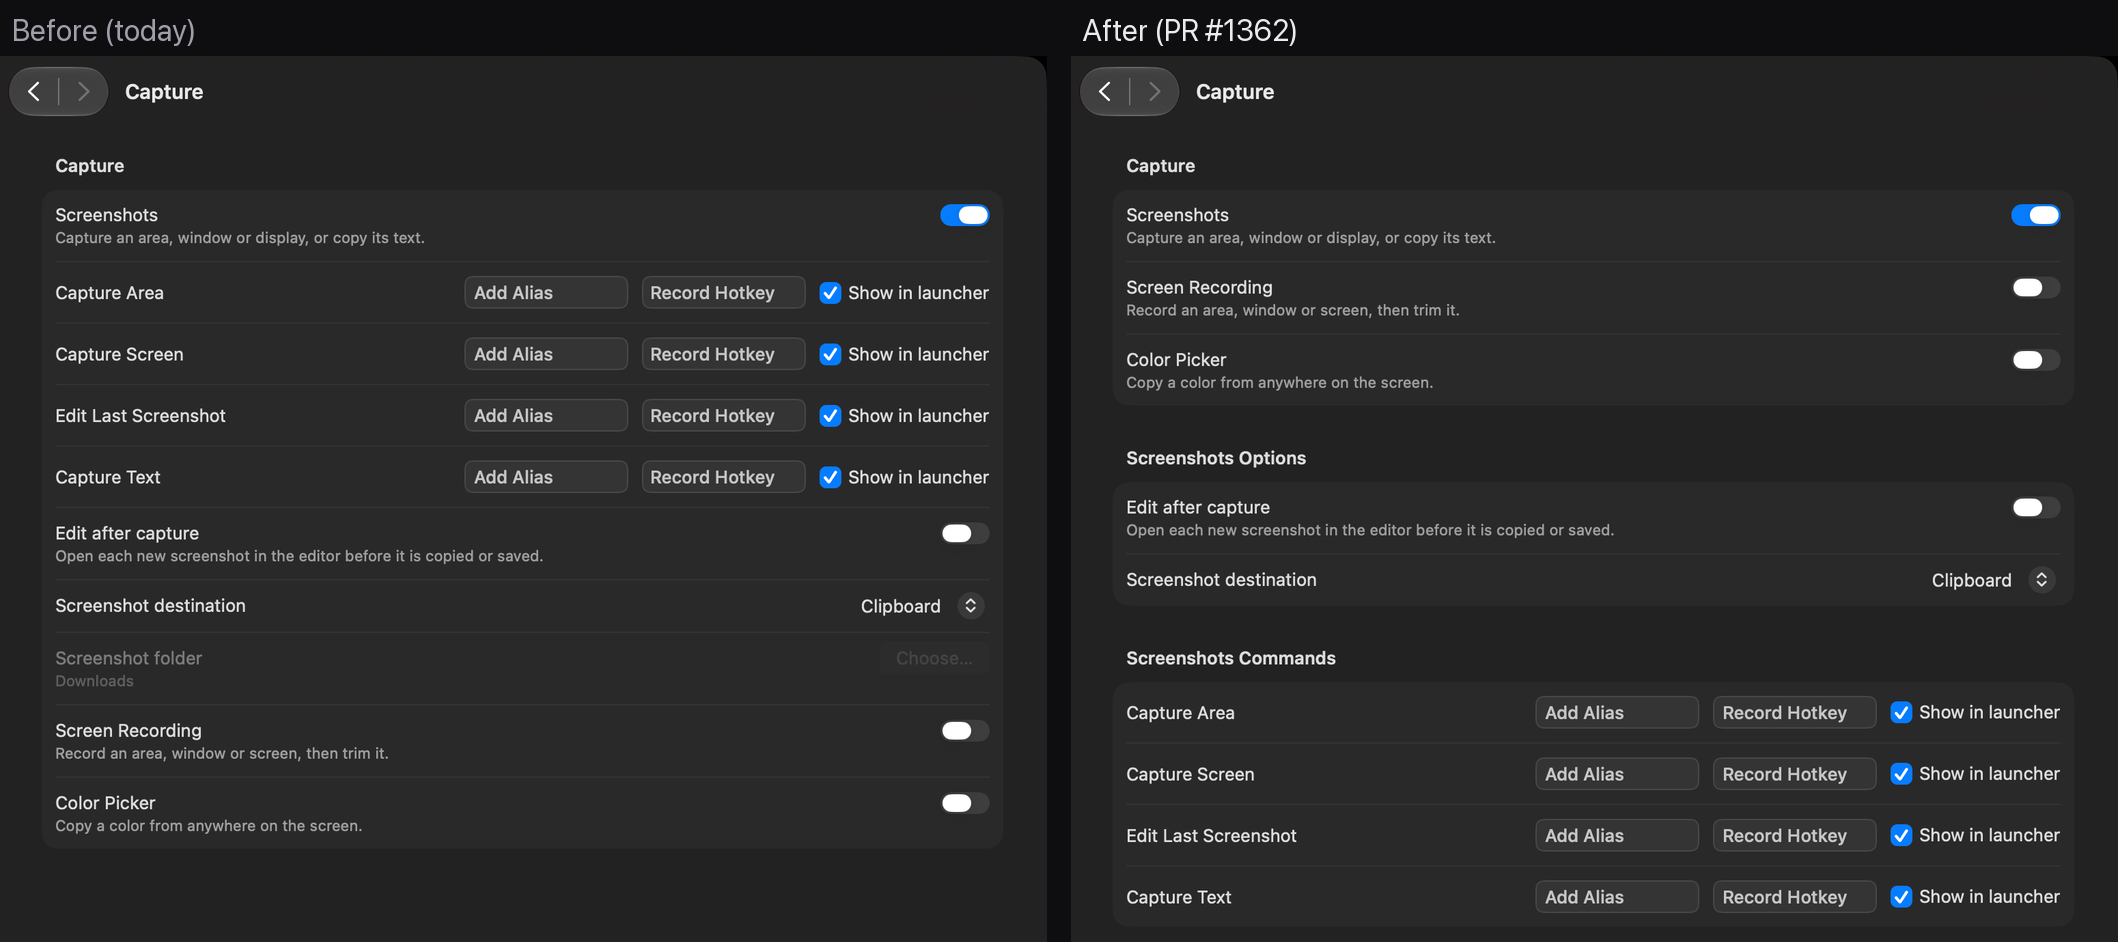 Before (today)
Capture
Capture
Screenshots
Capture an area, window or display, or copy its text.
Capture Area Add Alias Record Hotkey Show in launcher
Capture Screen Add Alias Record Hotkey Show in launcher
Edit Last Screenshot Add Alias Record Hotkey Show in launcher
Capture Text Add Alias Record Hotkey Show in launcher
Edit after capture
Open each new screenshot in the editor before it is copied or saved.
Screenshot destination Clipboard
Screenshot folder Choose...
Downloads
Screen Recording
Record an area, window or screen, then trim it.
Color Picker
Copy a color from anywhere on the screen.
After (PR #1362)
Capture
Capture
Screenshots
Capture an area, window or display, or copy its text.
Screen Recording
Record an area, window or screen, then trim it.
Color Picker
Copy a color from anywhere on the screen.
Screenshots Options
Edit after capture
Open each new screenshot in the editor before it is copied or saved.
Screenshot destination Clipboard
Screenshots Commands
Capture Area Add Alias Record Hotkey Show in launcher
Capture Screen Add Alias Record Hotkey Show in launcher
Edit Last Screenshot Add Alias Record Hotkey Show in launcher
Capture Text Add Alias Record Hotkey Show in launcher